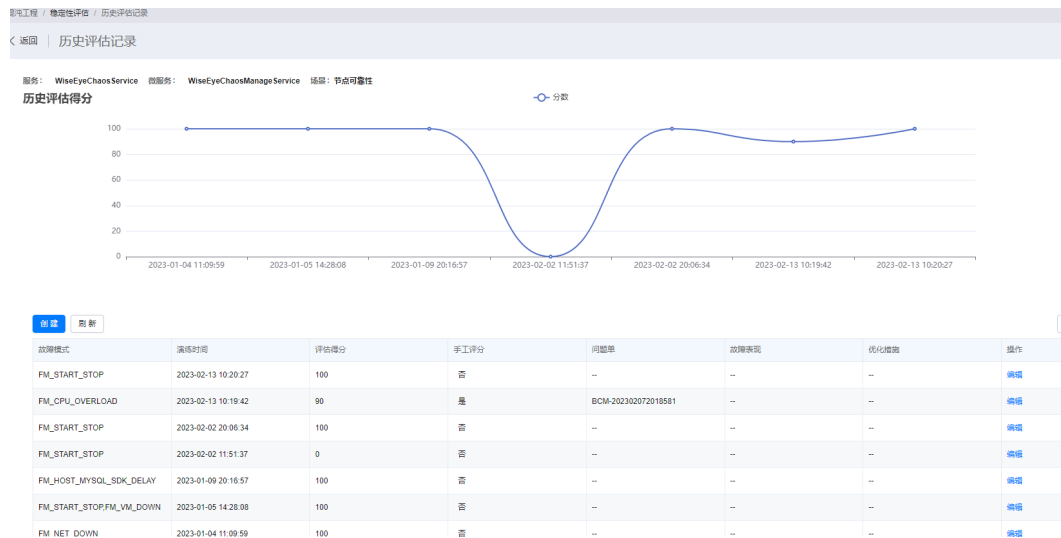 沌工程 / 稳定性评估 / 历史评估记录
返回 历史评估记录
服务： WiseEyeChaosService 微服务： WiseEyeChaosManageService 场景：节点可靠性
历史评估得分
分数
100
80
60
40
20
0
2023-01-04 11:09:59 2023-01-05 14:28:08 2023-01-09 20:16:57 2023-02-02 11:51:37 2023-02-02 20:06:34 2023-02-13 10:19:42 2023-02-13 10:20:27
创建 刷新
故障模式 演练时间 评估得分 手工评分 问题单 故障表现 优化措施 操作
FM_START_STOP 2023-02-13 10:20:27 100 否 -- -- -- 编辑
FM_CPU_OVERLOAD 2023-02-13 10:19:42 90 是 BCM-202302072018581 -- -- 编辑
FM_START_STOP 2023-02-02 20:06:34 100 否 -- -- -- 编辑
FM_START_STOP 2023-02-02 11:51:37 0 否 -- -- -- 编辑
FM_HOST_MYSQL_SDK_DELAY 2023-01-09 20:16:57 100 否 -- -- -- 编辑
FM_START_STOP,FM_VM_DOWN 2023-01-05 14:28:08 100 否 -- -- -- 编辑
FM_NET_DOWN 2023-01-04 11:09:59 100 否 -- -- -- 编辑